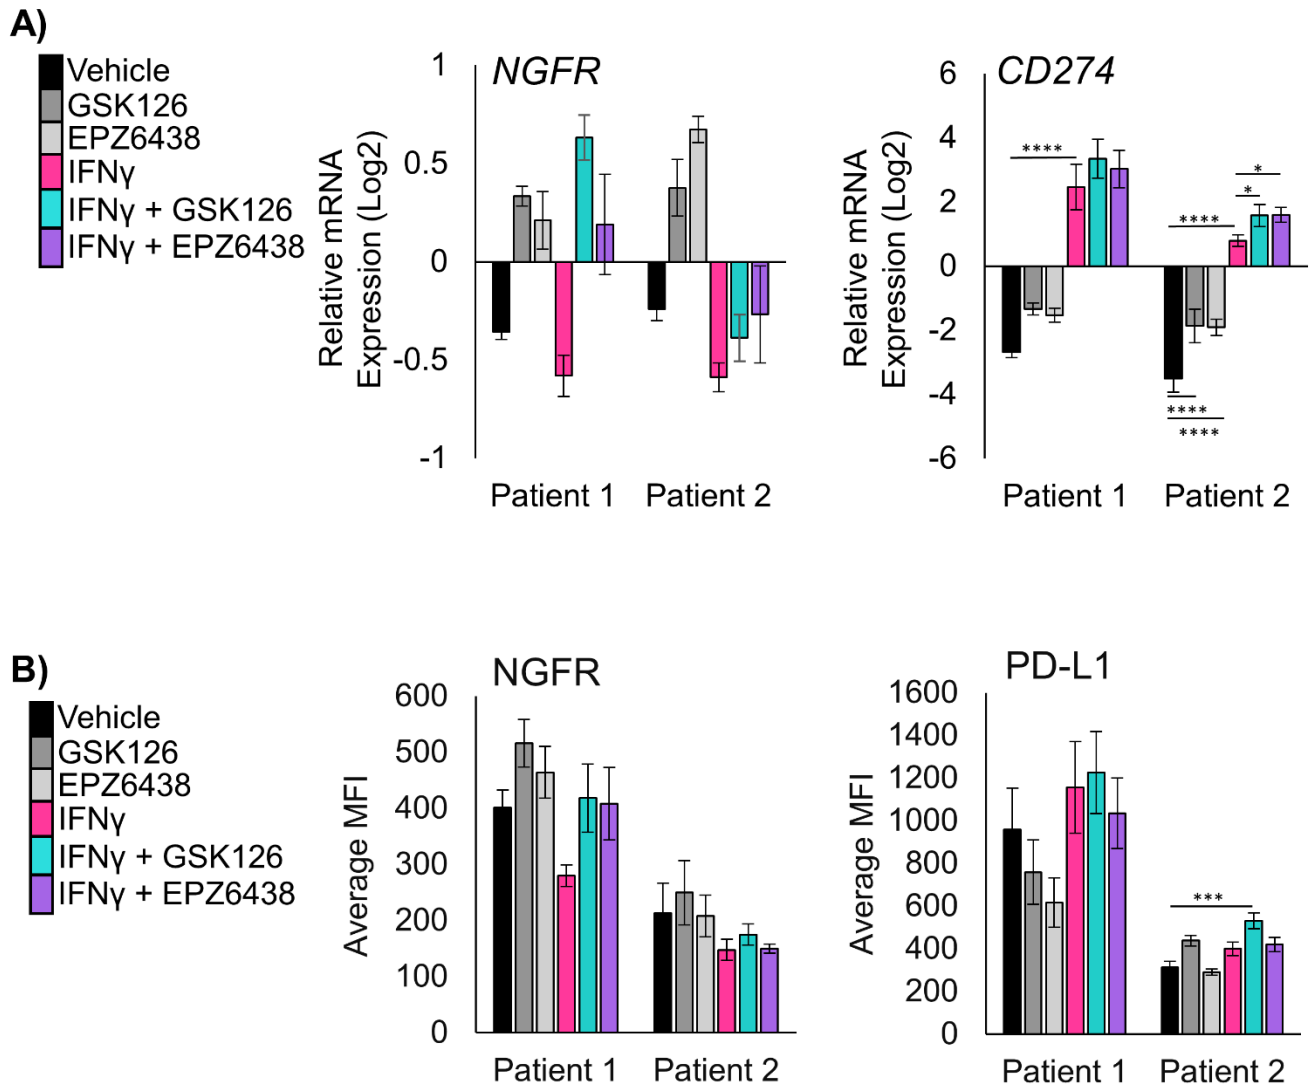 A)
Vehicle
GSK126
EPZ6438
IFNγ
IFNγ + GSK126
IFNγ + EPZ6438
NGFR
Relative mRNA
Expression (Log2)
1
0.5
0
-0.5
-1
Patient 1
Patient 2
CD274
Relative mRNA
Expression (Log2)
6
4
2
0
-2
-4
-6
****
****
*
*
****
****
Patient 1
Patient 2
B)
Vehicle
GSK126
EPZ6438
IFNγ
IFNγ + GSK126
IFNγ + EPZ6438
NGFR
Average MFI
600
500
400
300
200
100
0
Patient 1
Patient 2
PD-L1
Average MFI
1600
1400
1200
1000
800
600
400
200
0
***
Patient 1
Patient 2